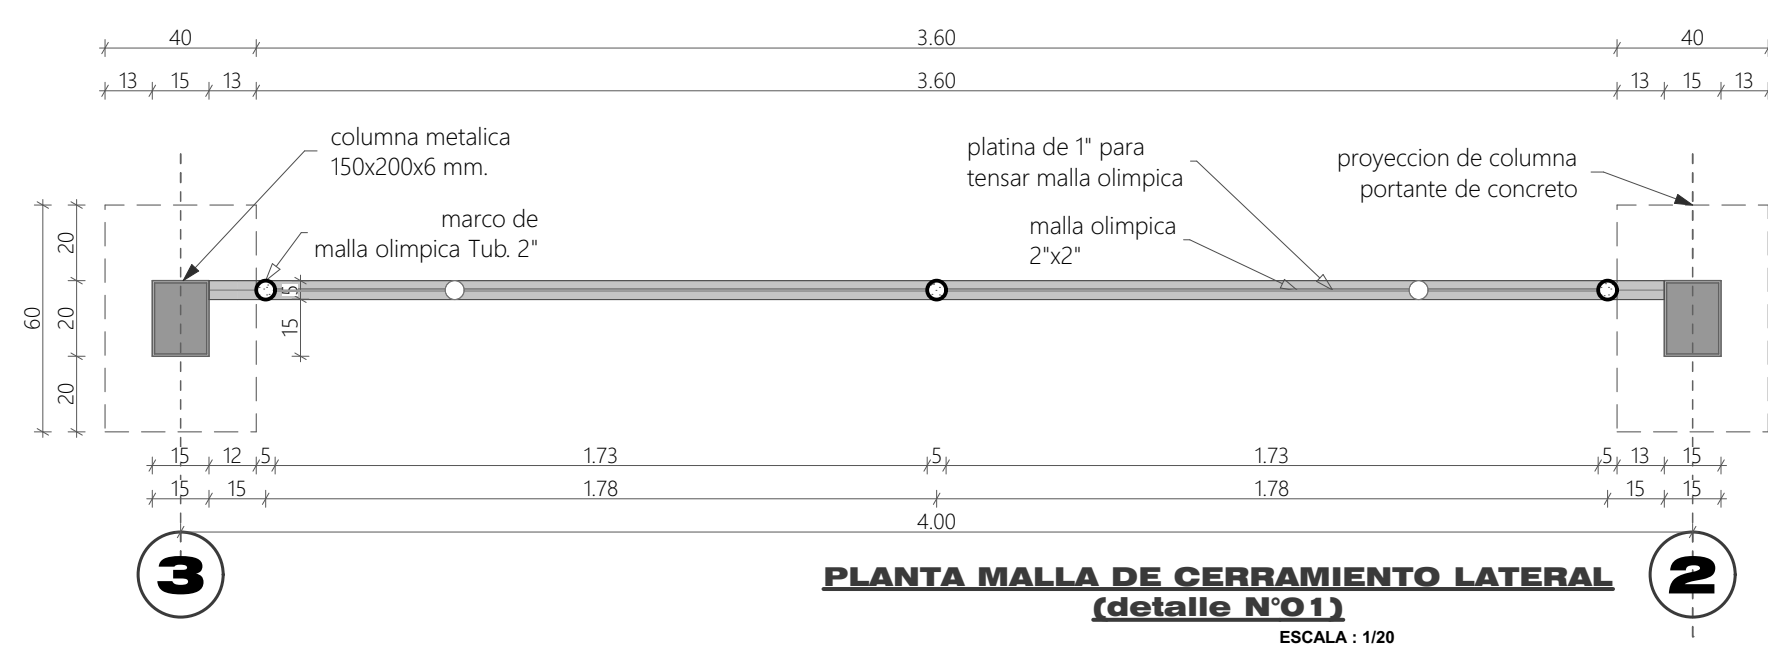 40 3.60 40
13 15 13 3.60 13 15 13
columna metalica
150x200x6 mm.
platina de 1" para
tensar malla olimpica
proyeccion de columna
portante de concreto
marco de
malla olimpica Tub. 2"
malla olimpica
2"x2"
20
20
20
60
5
15
15 12 5 1.73 5 1.73 5 13 15
15 15 1.78 1.78 15 15
4.00
3 2
PLANTA MALLA DE CERRAMIENTO LATERAL
(detalle N°01)
ESCALA : 1/20